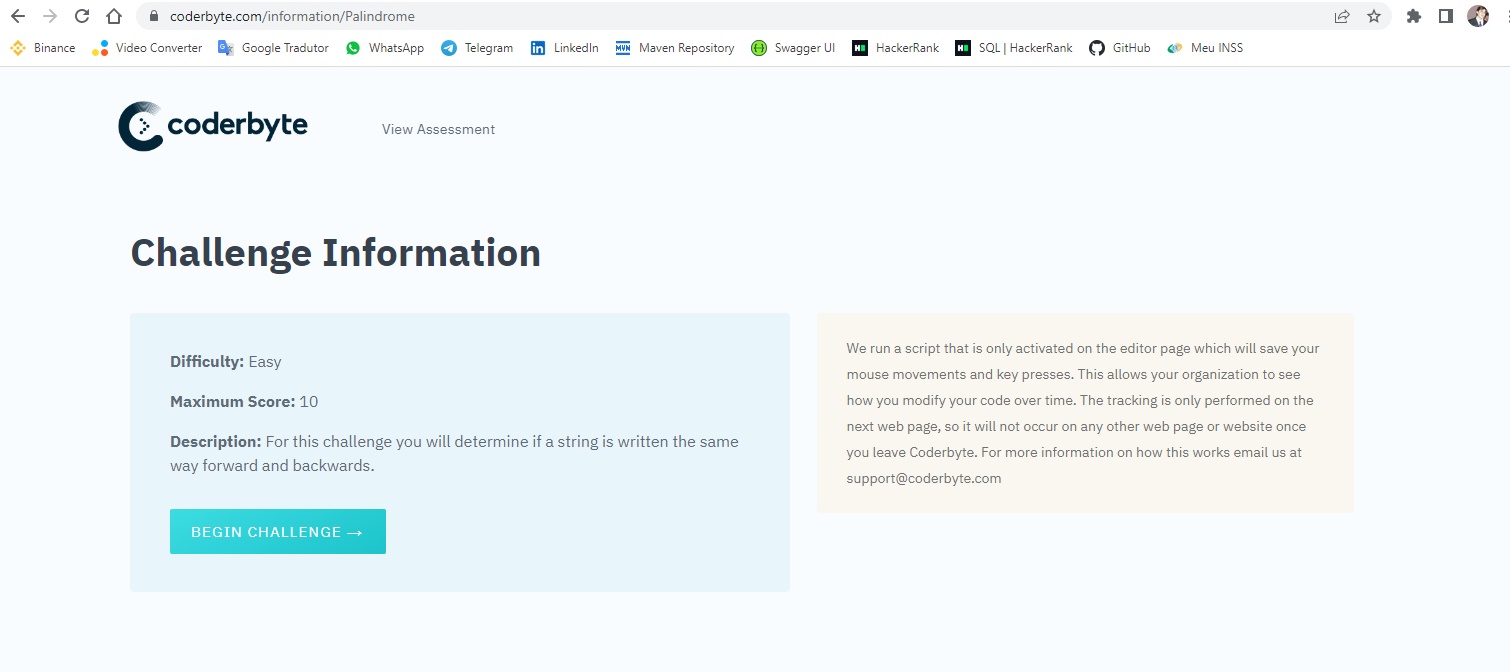 coderbyte.com/information/Palindrome
Binance Video Converter Google Tradutor WhatsApp Telegram LinkedIn Maven Repository Swagger UI HackerRank SQL | HackerRank GitHub Meu INSS
coderbyte
View Assessment
Challenge Information
Difficulty: Easy
Maximum Score: 10
Description: For this challenge you will determine if a string is written the same
way forward and backwards.
BEGIN CHALLENGE →
We run a script that is only activated on the editor page which will save your
mouse movements and key presses. This allows your organization to see
how you modify your code over time. The tracking is only performed on the
next web page, so it will not occur on any other web page or website once
you leave Coderbyte. For more information on how this works email us at
support@coderbyte.com